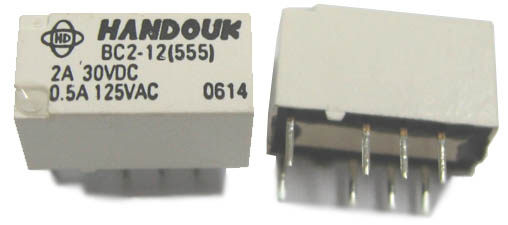 HD HANDOUK
BC2-12(555)
2A 30VDC
0.5A 125VAC 0614